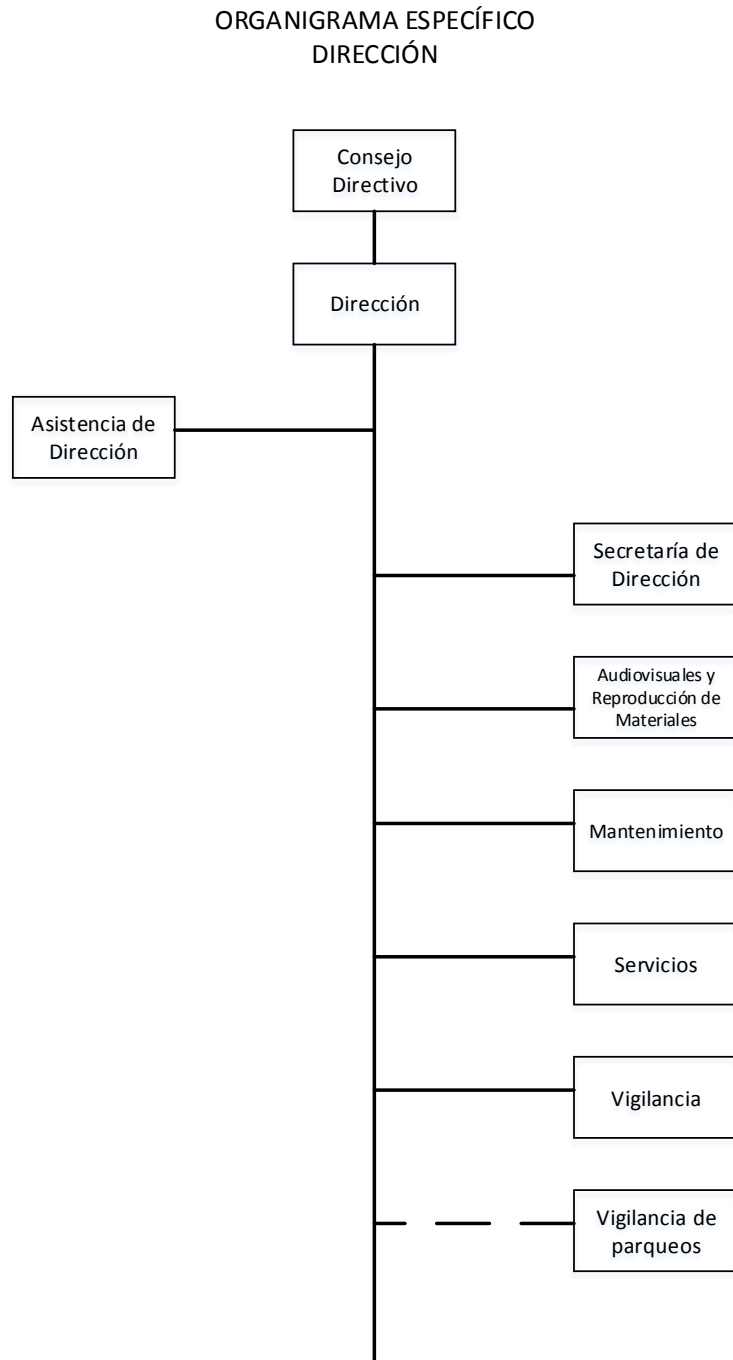 ORGANIGRAMA ESPECÍFICO
DIRECCIÓN
Consejo
Directivo
Dirección
Asistencia de
Dirección
Secretaría de
Dirección
Audiovisuales y
Reproducción de
Materiales
Mantenimiento
Servicios
Vigilancia
Vigilancia de
parqueos